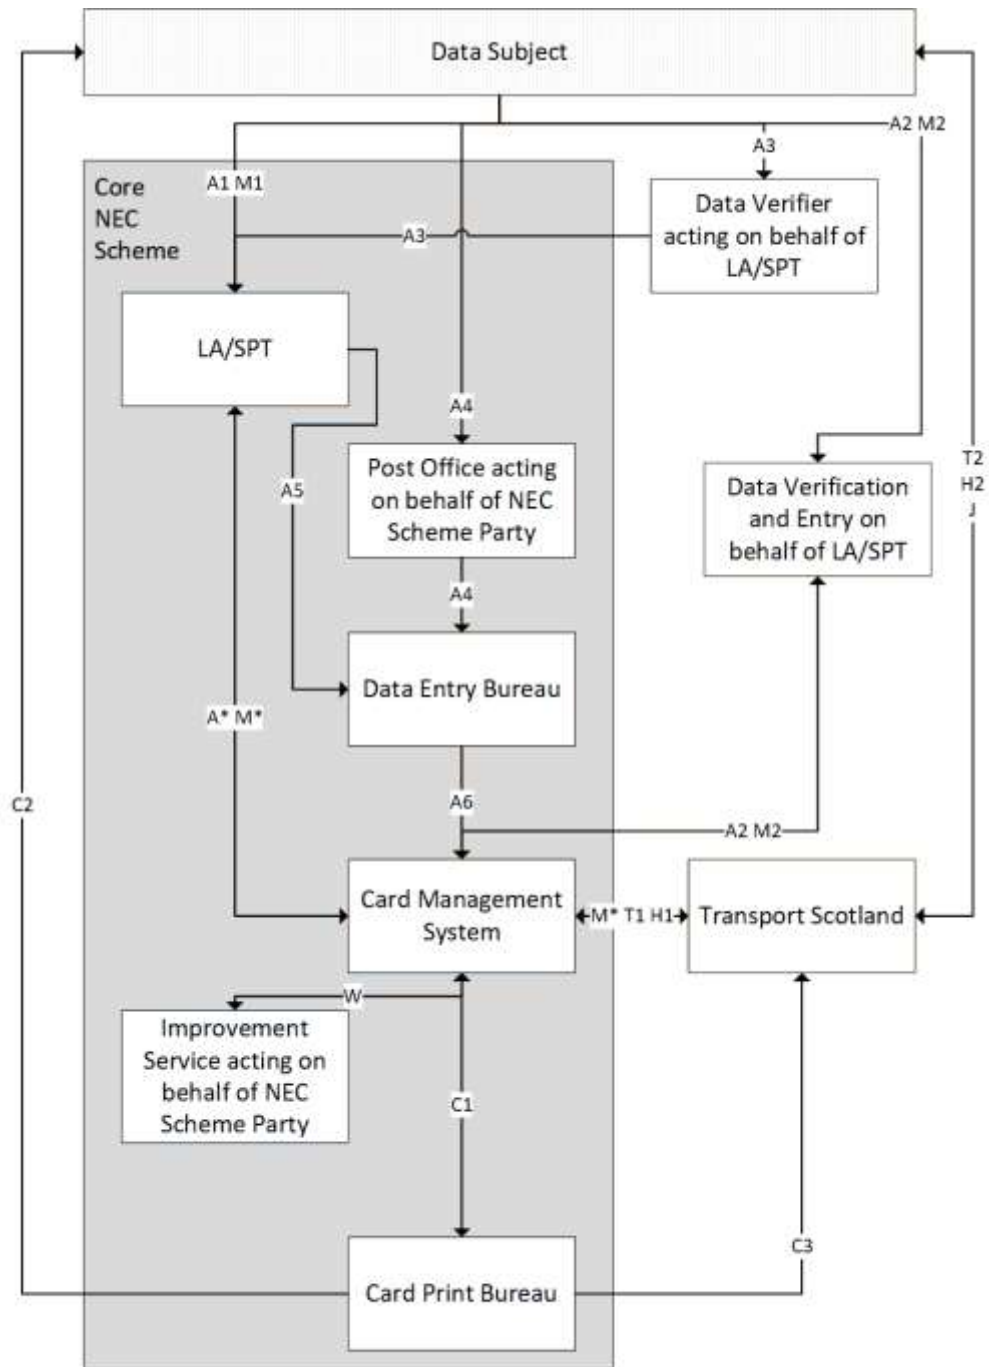 Data Subject
A2 M2
A3
Core
NEC
Scheme
A1 M1
Data Verifier
acting on behalf of
LA/SPT
A3
LA/SPT
A4
Post Office acting
on behalf of NEC
Scheme Party
A5
Data Verification
and Entry on
behalf of LA/SPT
T2
H2
J
A4
Data Entry Bureau
A* M*
C2
A6
A2 M2
Card Management
System
M* T1 H1
Transport Scotland
W
Improvement
Service acting on
behalf of NEC
Scheme Party
C1
C3
Card Print Bureau